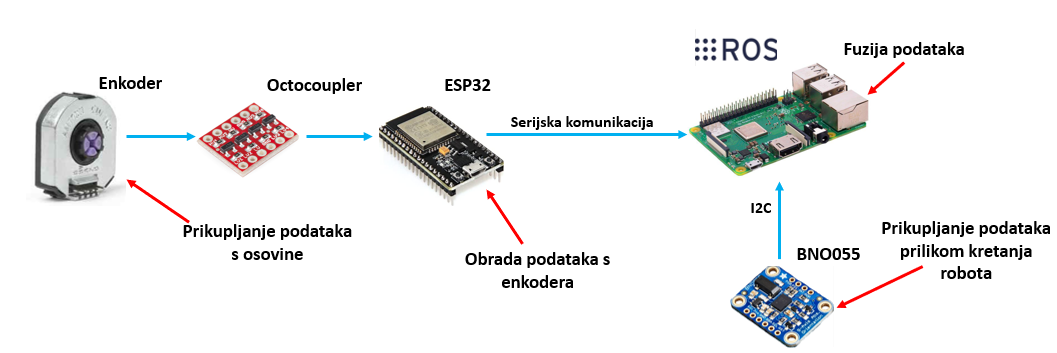 Enkoder
Octocoupler
ESP32
ROS
Fuzija podataka
Serijska komunikacija
Prikupljanje podataka
s osovine
Obrada podataka s
enkodera
I2C
BNO055
Prikupljanje podataka
prilikom kretanja
robota